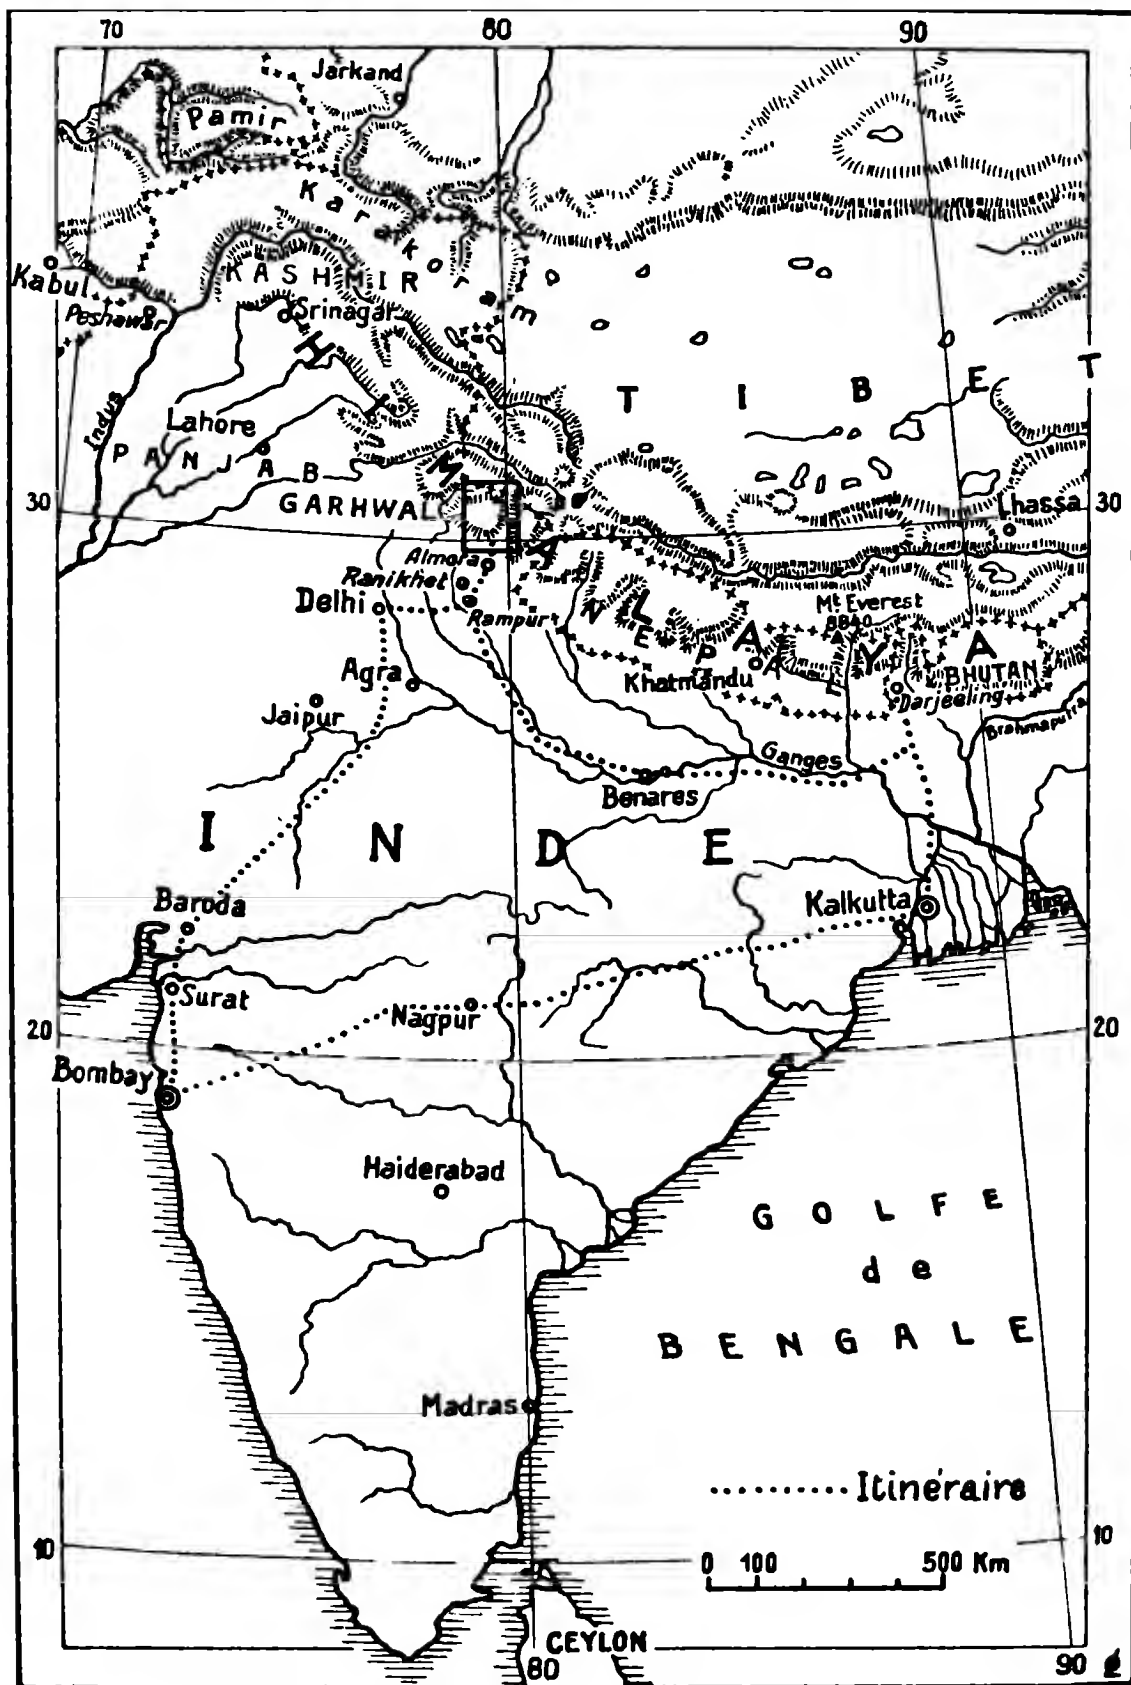 70 80 90
Jarkand
Pamir
Karakoram
Kabul
KASHMIR
Peshawar
Srinagar
HIMALAYA
TIBET
Indus
Lahore
PANJAB
30 GARHWAL Lhassa 30
Almora
Ranikhet
Delhi
Rampur
NEPAL
Mt Everest
8840
Khatmandu
BHUTAN
Darjeeling
Agra
Jaipur
Brahmaputra
Ganges
Benares
INDE
Baroda
Kalkutta
Surat
Nagpur
20 20
Bombay
Haiderabad
GOLFE
de
BENGALE
Madras
Itinéraire
10 10
0 100 500 Km
CEYLON
80 90